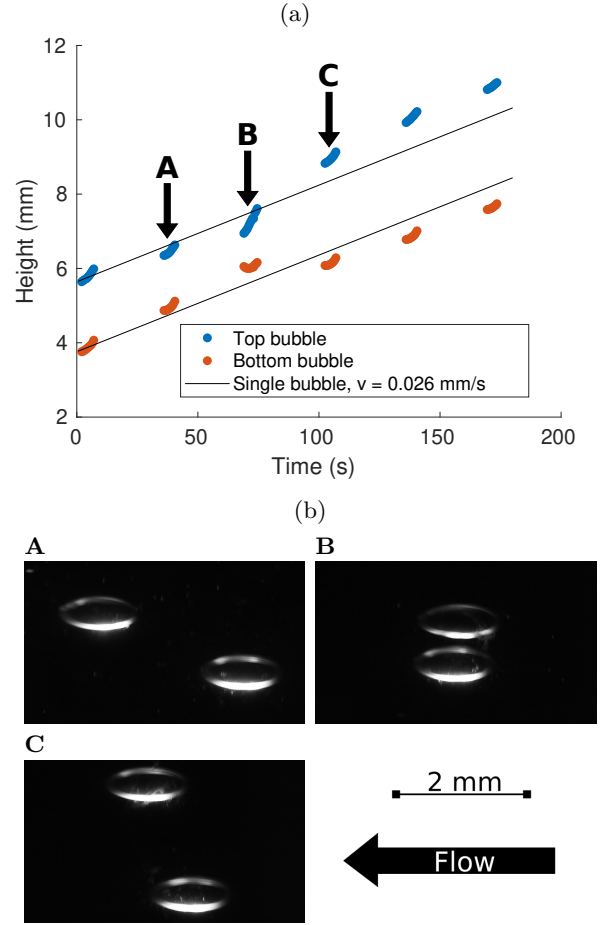 (a)
12
10
8
6
4
2
0
50
100
150
200
Height (mm)
Time (s)
A
B
C
Top bubble
Bottom bubble
Single bubble, v = 0.026 mm/s
(b)
A
B
C
2 mm
Flow